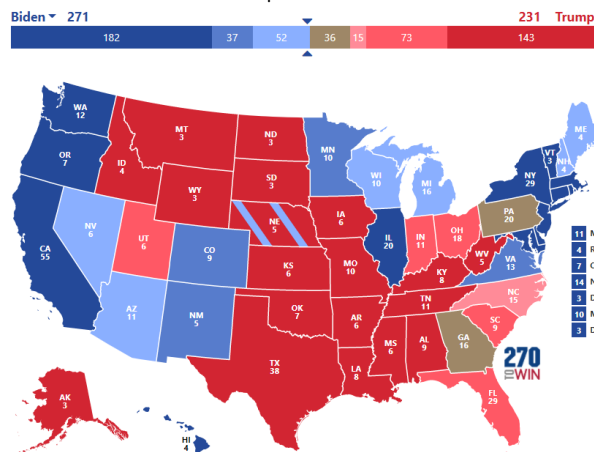 Biden 271
231 Trump
182 37 52 36 15 73 143
WA
12
OR
7
CA
55
NV
6
ID
4
MT
3
WY
3
UT
6
AZ
11
CO
9
NM
5
ND
3
SD
3
NE
5
KS
6
OK
7
TX
38
MN
10
IA
6
MO
10
AR
6
LA
8
WI
10
IL
20
MI
16
IN
11
OH
18
KY
8
TN
11
MS
6
AL
9
GA
16
FL
29
SC
9
NC
15
VA
13
WV
5
PA
20
NY
29
VT
3
NH
4
ME
4
AK
3
HI
4
11 M
4 R
7 C
14 N
3 D
10 M
3 D
270
TO WIN